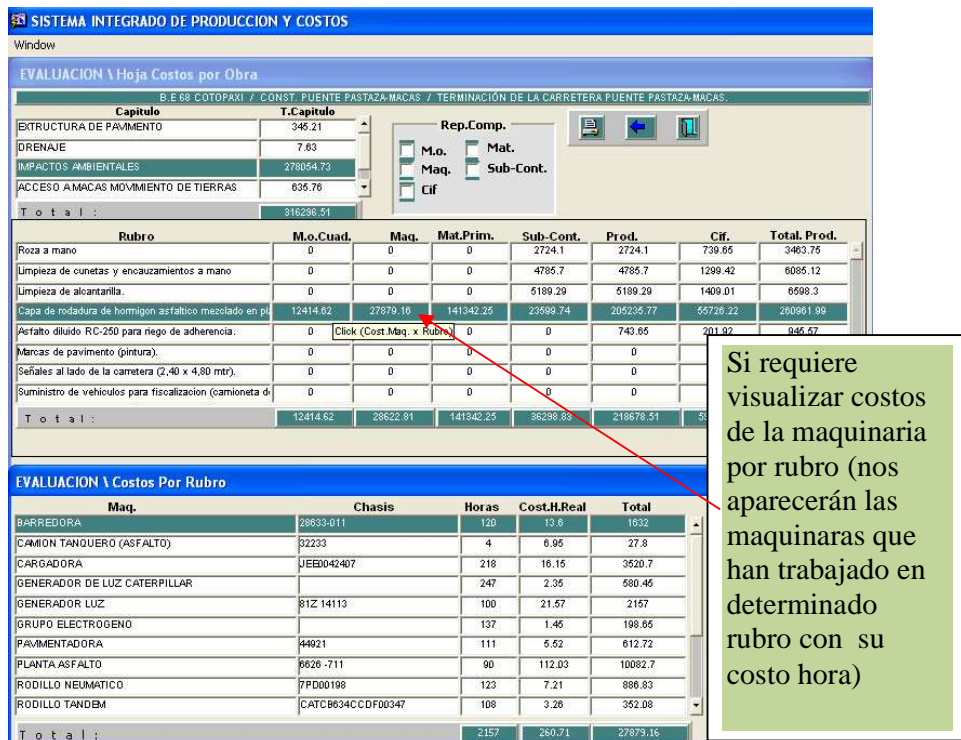 SISTEMA INTEGRADO DE PRODUCCION Y COSTOS
Window
EVALUACION \ Hoja Costos por Obra
B.E 68 COTOPAXI / CONST. PUENTE PASTAZA-MACAS / TERMINACIÓN DE LA CARRETERA PUENTE PASTAZA-MACAS.
Capitulo T.Capitulo
EXTRUCTURA DE PAVIMENTO 345.21
DRENAJE 7.63
IMPACTOS AMBIENTALES 278054.73
ACCESO A MACAS MOVIMIENTO DE TIERRAS 635.76
Total: 316296.51
Rep.Comp.
M.o. Mat.
Maq. Sub-Cont.
Cif
Rubro M.o.Cuad. Maq. Mat.Prim. Sub-Cont. Prod. Cif. Total. Prod.
Roza a mano 0 0 0 2724.1 2724.1 739.65 3463.75
Limpieza de cunetas y encauzamientos a mano 0 0 0 4785.7 4785.7 1299.42 6085.12
Limpieza de alcantarilla. 0 0 0 5189.29 5189.29 1409.01 6598.3
Capa de rodadura de hormigon asfaltico mezclado en pla 12414.62 27879.16 141342.25 23599.74 205235.77 55726.22 260961.99
Asfalto diluido RC-250 para riego de adherencia. 0 Click (Cost.Maq. x Rubro) 0 0 743.65 201.92 945.57
Marcas de pavimento (pintura). 0 0 0 0 0
Señales al lado de la carretera (2,40 x 4,80 mtr). 0 0 0 0 0
Suministro de vehiculos para fiscalizacion (camioneta d 0 0 0 0 0
Total: 12414.62 28622.81 141342.25 36298.83 218678.51
EVALUACION \ Costos Por Rubro
Maq. Chasis Horas Cost.H.Real Total
BARREDORA 28633-011 120 13.6 1632
CAMION TANQUERO (ASFALTO) 32233 4 6.95 27.8
CARGADORA JEE0042407 218 16.15 3520.7
GENERADOR DE LUZ CATERPILLAR 247 2.35 580.45
GENERADOR LUZ 81Z 14113 100 21.57 2157
GRUPO ELECTROGENO 137 1.45 198.65
PAVIMENTADORA 44921 111 5.52 612.72
PLANTA ASFALTO 6626 -711 90 112.03 10082.7
RODILLO NEUMATICO 7PD00198 123 7.21 886.83
RODILLO TANDEM CATCB634CCDF00347 108 3.26 352.08
Total: 2157 260.71 27879.16
Si requiere
visualizar costos
de la maquinaria
por rubro (nos
aparecerán las
maquinaras que
han trabajado en
determinado
rubro con su
costo hora)